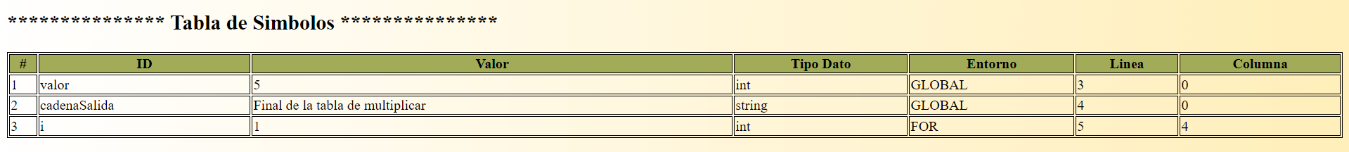 *************** Tabla de Simbolos ***************
# ID Valor Tipo Dato Entorno Linea Columna
1 valor 5 int GLOBAL 3 0
2 cadenaSalida Final de la tabla de multiplicar string GLOBAL 4 0
3 i 1 int FOR 5 4